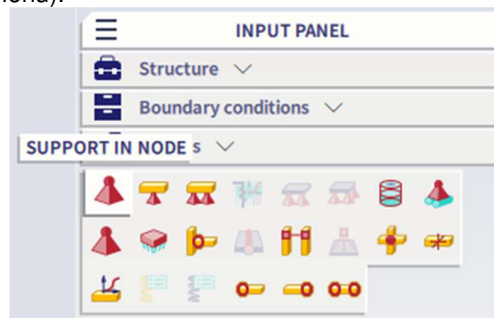 INPUT PANEL
Structure
Boundary conditions
SUPPORT IN NODE s